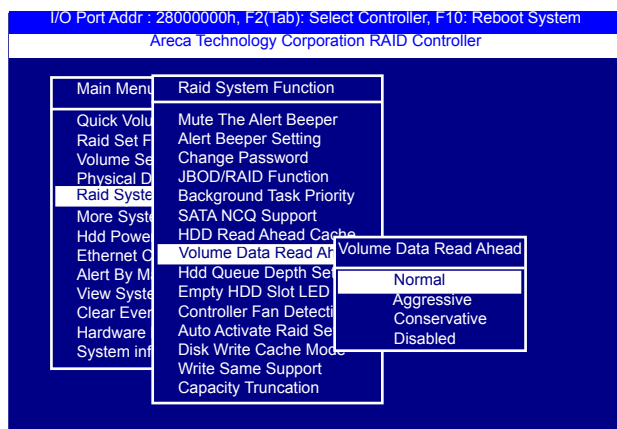 I/O Port Addr : 28000000h, F2(Tab): Select Controller, F10: Reboot System
Areca Technology Corporation RAID Controller
Main Menu
Quick Volu
Raid Set F
Volume Se
Physical D
Raid Syste
More Syste
Hdd Powe
Ethernet C
Alert By Ma
View Syste
Clear Even
Hardware
System inf
Raid System Function
Mute The Alert Beeper
Alert Beeper Setting
Change Password
JBOD/RAID Function
Background Task Priority
SATA NCQ Support
HDD Read Ahead Cache
Volume Data Read Ah
Hdd Queue Depth Set
Empty HDD Slot LED
Controller Fan Detecti
Auto Activate Raid Se
Disk Write Cache Mode
Write Same Support
Capacity Truncation
Volume Data Read Ahead
Normal
Aggressive
Conservative
Disabled